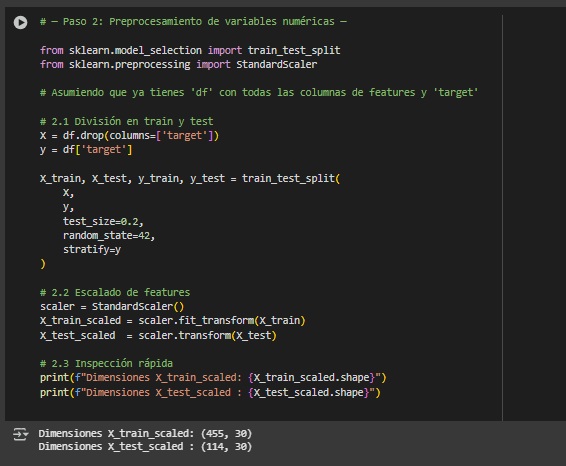 # — Paso 2: Preprocesamiento de variables numéricas —
from sklearn.model_selection import train_test_split
from sklearn.preprocessing import StandardScaler
# Asumiendo que ya tienes 'df' con todas las columnas de features y 'target'
# 2.1 División en train y test
X = df.drop(columns=['target'])
y = df['target']
X_train, X_test, y_train, y_test = train_test_split(
    X,
    y,
    test_size=0.2,
    random_state=42,
    stratify=y
)
# 2.2 Escalado de features
scaler = StandardScaler()
X_train_scaled = scaler.fit_transform(X_train)
X_test_scaled  = scaler.transform(X_test)
# 2.3 Inspección rápida
print(f"Dimensiones X_train_scaled: {X_train_scaled.shape}")
print(f"Dimensiones X_test_scaled : {X_test_scaled.shape}")
Dimensiones X_train_scaled: (455, 30)
Dimensiones X_test_scaled : (114, 30)